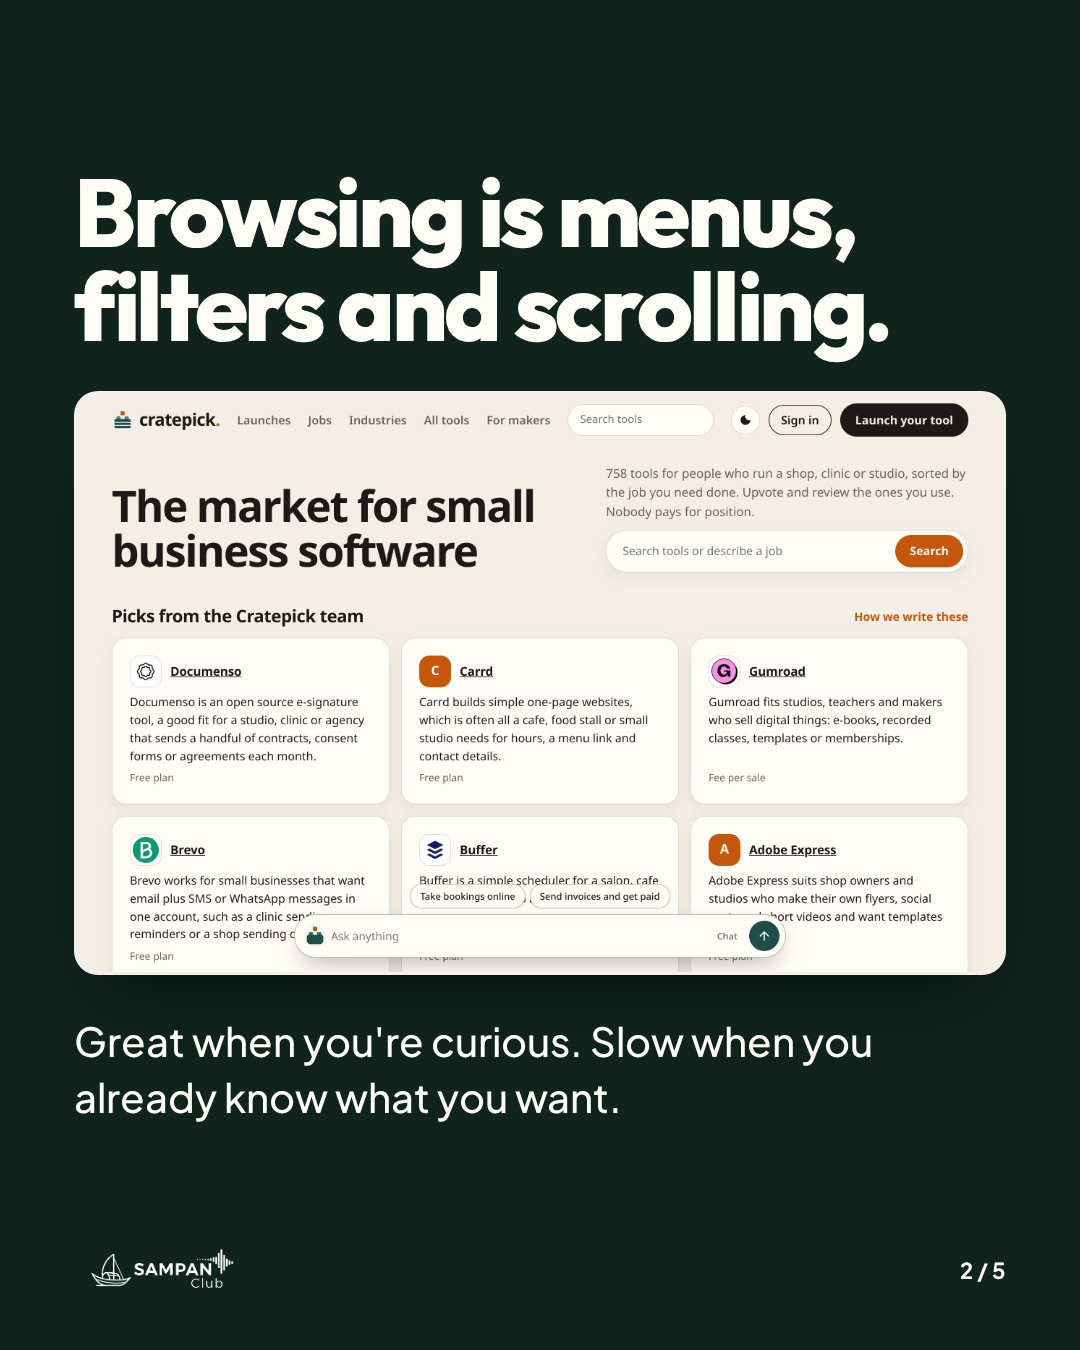 Browsing is menus,
filters and scrolling.
cratepick.
Launches
Jobs
Industries
All tools
For makers
Search tools
Sign in
Launch your tool
The market for small
business software
758 tools for people who run a shop, clinic or studio, sorted by
the job you need done. Upvote and review the ones you use.
Nobody pays for position.
Search tools or describe a job
Search
Picks from the Cratepick team
How we write these
Documenso
Documenso is an open source e-signature
tool, a good fit for a studio, clinic or agency
that sends a handful of contracts, consent
forms or agreements each month.
Free plan
C
Carrd
Carrd builds simple one-page websites,
which is often all a cafe, food stall or small
studio needs for hours, a menu link and
contact details.
Free plan
G
Gumroad
Gumroad fits studios, teachers and makers
who sell digital things: e-books, recorded
classes, templates or memberships.
Fee per sale
B
Brevo
Brevo works for small businesses that want
email plus SMS or WhatsApp messages in
one account, such as a clinic
reminders or a shop sending
Free plan
Buffer
Buffer is a simple scheduler for a salon, cafe
Free plan
A
Adobe Express
Adobe Express suits shop owners and
studios who make their own flyers, social
short videos and want templates
Free plan
Take bookings online
Send invoices and get paid
Ask anything
Chat
Great when you're curious. Slow when you
already know what you want.
SAMPAN
Club
2 / 5